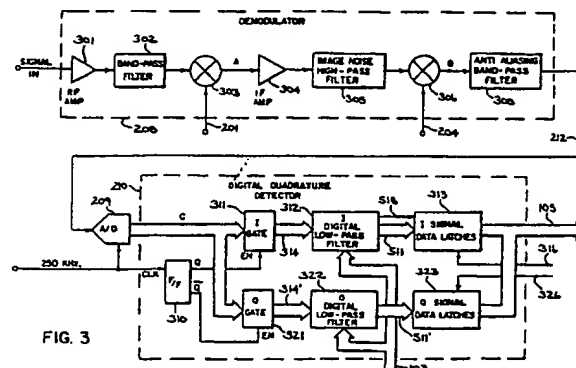 DEMODULATOR
301
302
SIGNAL IN
BAND-PASS FILTER
A
RF AMP
303
304
IF AMP
IMAGE NOISE HIGH-PASS FILTER
305
306
ANTI ALIASING BAND-PASS FILTER
308
201
204
212
210
DIGITAL QUADRATURE DETECTOR
209
A/D
C
311
I GATE
EN
314
312
I DIGITAL LOW-PASS FILTER
518
511
313
I SIGNAL DATA LATCHES
105
316
326
250 KHz.
CLK
F/F
Q
Q
310
Q GATE
EN
321
314'
322
DIGITAL LOW-PASS FILTER
511'
323
Q SIGNAL DATA LATCHES
FIG. 3